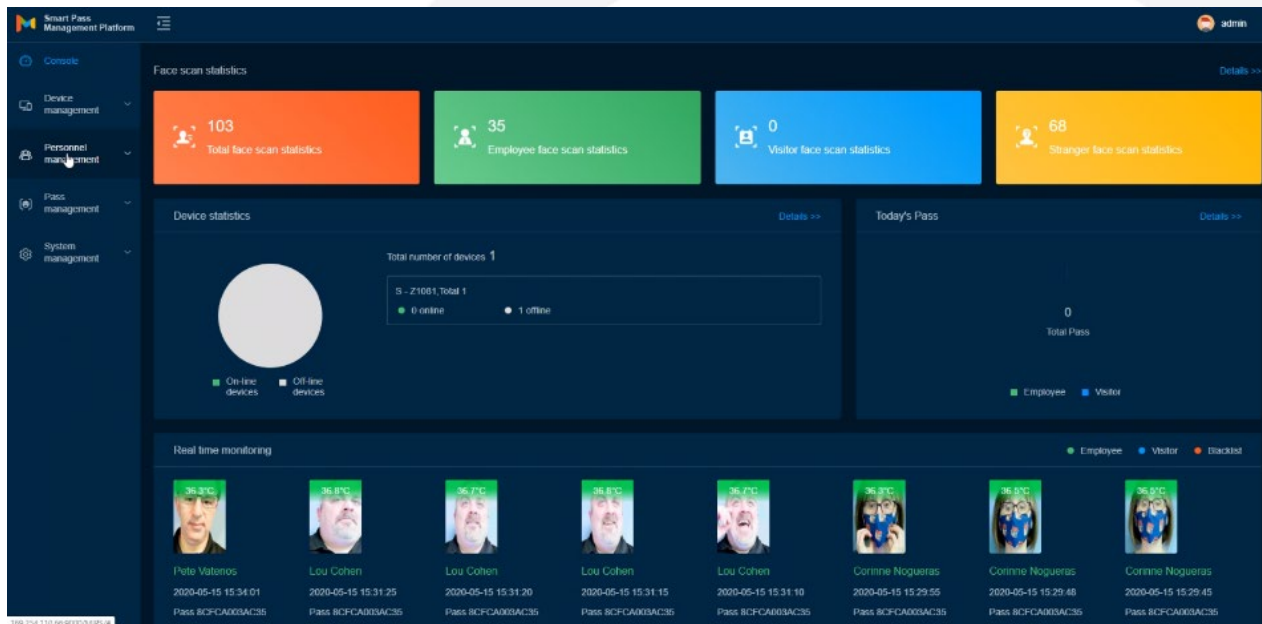 Smart Pass
Management Platform
admin
Console
Device
management
Personnel
management
Pass
management
System
management
Face scan statistics
Details >>
103
Total face scan statistics
35
Employee face scan statistics
0
Visitor face scan statistics
68
Stranger face scan statistics
Device statistics
Details >>
Total number of devices 1
S - Z1061,Total 1
0 online
1 offline
On-line
devices
Off-line
devices
Today's Pass
Details >>
0
Total Pass
Employee
Visitor
Real time monitoring
Employee
Visitor
Blacklist
36.3°C
36.8°C
36.7°C
36.8°C
36.7°C
36.3°C
36.5°C
36.5°C
Pete Vatenos
Lou Cohen
Lou Cohen
Lou Cohen
Lou Cohen
Corinne Nogueras
Corinne Nogueras
Corinne Nogueras
2020-05-15 15:34:01
2020-05-15 15:31:25
2020-05-15 15:31:20
2020-05-15 15:31:15
2020-05-15 15:31:10
2020-05-15 15:29:55
2020-05-15 15:29:48
2020-05-15 15:29:45
Pass 8CFCA003AC35
Pass 8CFCA003AC35
Pass 8CFCA003AC35
Pass 8CFCA003AC35
Pass 8CFCA003AC35
Pass 8CFCA003AC35
Pass 8CFCA003AC35
Pass 8CFCA003AC35